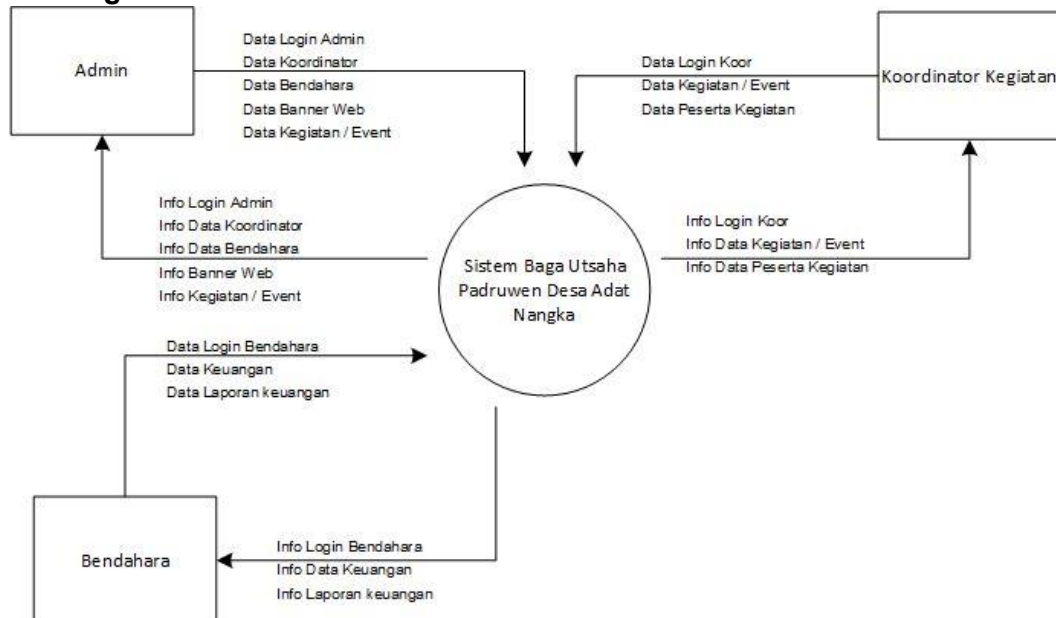 Admin
Data Login Admin
Data Koordinator
Data Bendahara
Data Banner Web
Data Kegiatan / Event
Data Login Koor
Data Kegiatan / Event
Data Peserta Kegiatan
Koordinator Kegiatan
Info Login Admin
Info Data Koordinator
Info Data Bendahara
Info Banner Web
Info Kegiatan / Event
Sistem Baga Utsaha
Padruwen Desa Adat
Nangka
Info Login Koor
Info Data Kegiatan / Event
Info Data Peserta Kegiatan
Data Login Bendahara
Data Keuangan
Data Laporan keuangan
Bendahara
Info Login Bendahara
Info Data Keuangan
Info Laporan keuangan